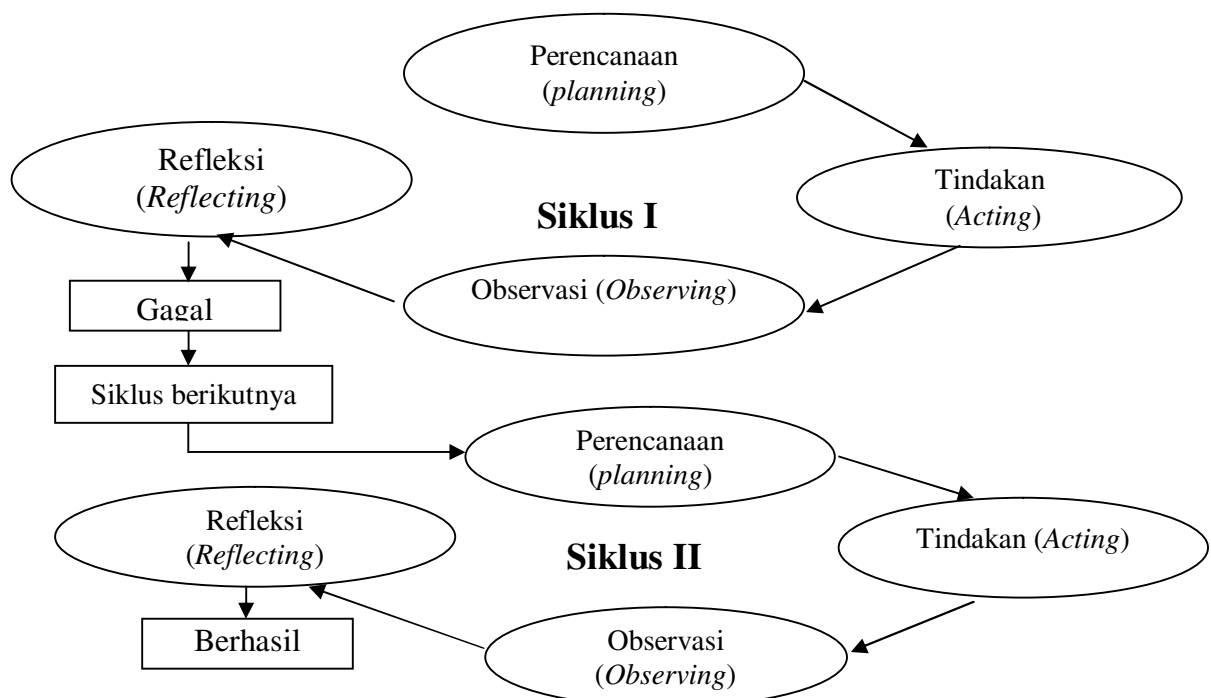 Perencanaan
(planning)
Refleksi
(Reflecting)
Tindakan
(Acting)
Siklus I
Observasi (Observing)
Gagal
Siklus berikutnya
Perencanaan
(planning)
Refleksi
(Reflecting)
Tindakan (Acting)
Siklus II
Berhasil
Observasi
(Observing)